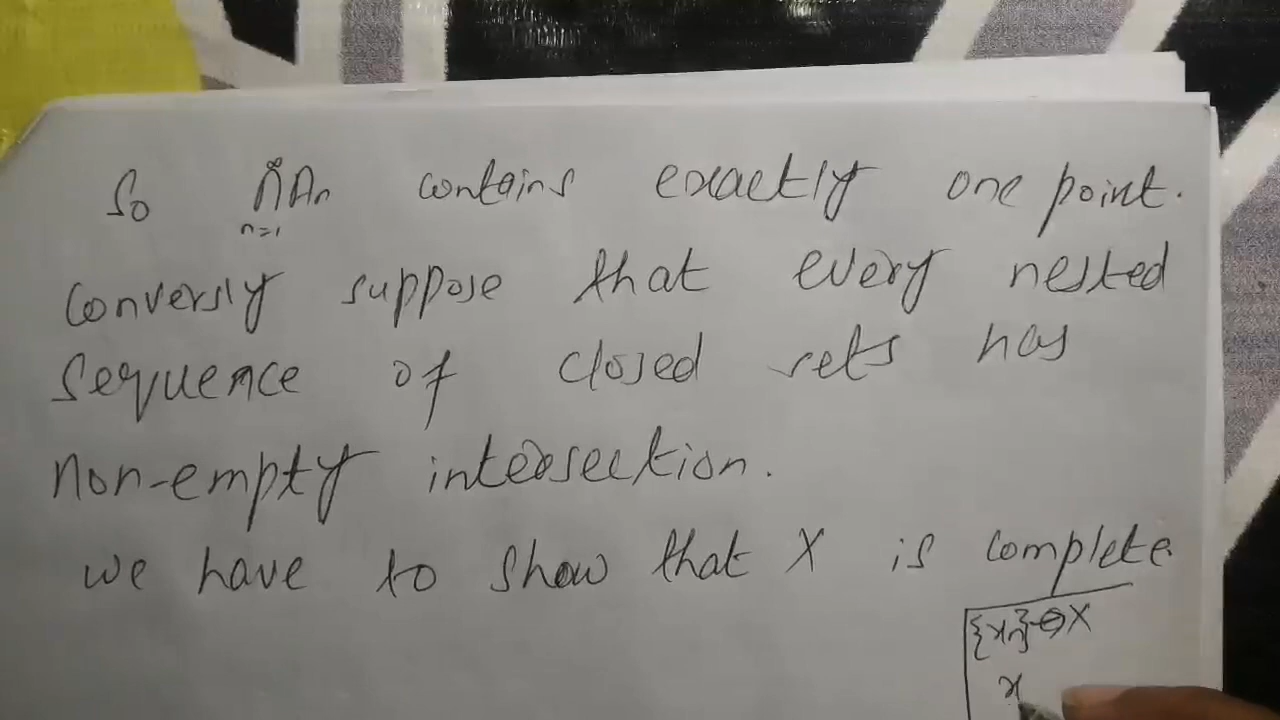 So ∞∩n=1 An contains exactly one point.
conversly suppose that every nested
sequence of closed sets has
non-empty intersection.
we have to show that X is complete
{xn} X
x